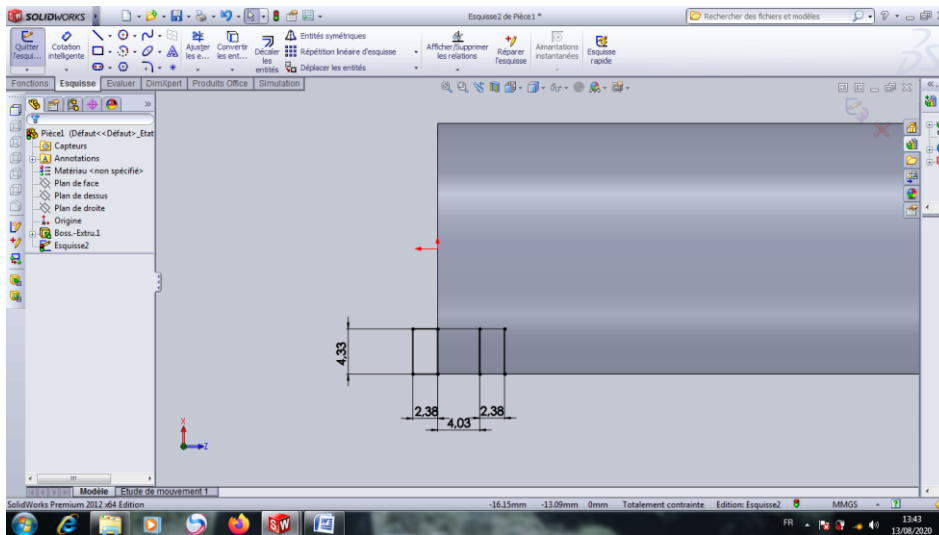 SOLIDWORKS
Esquisse2 de Pièce1 *
Rechercher des fichiers et modèles
Quitter l'esqui...
Cotation intelligente
Ajuster les e...
Convertir les ent...
Décaler les entités
Entités symétriques
Répétition linéaire d'esquisse
Déplacer les entités
Afficher/Supprimer les relations
Réparer l'esquisse
Aimantations instantanées
Esquisse rapide
Fonctions Esquisse Evaluer DimXpert Produits Office Simulation
Pièce1 (Défaut<<Défaut>_Etat
Capteurs
Annotations
Matériau <non spécifié>
Plan de face
Plan de dessus
Plan de droite
Origine
Boss.-Extru.1
Esquisse2
4,33
2,38
2,38
4,03
X
Z
Modèle Etude de mouvement 1
SolidWorks Premium 2012 x64 Edition
-16.15mm -13.09mm 0mm Totalement contrainte Edition: Esquisse2 MMGS
FR
13:43
13/08/2020